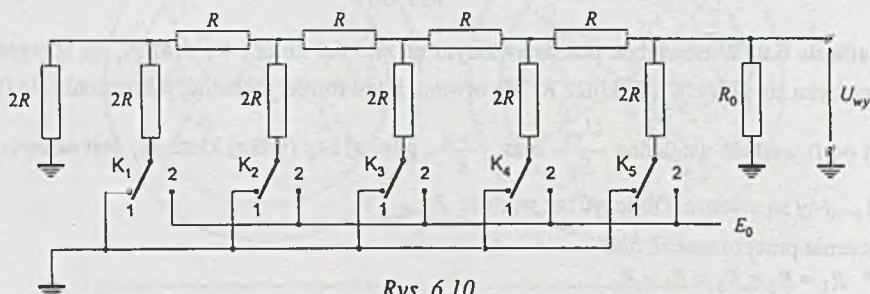 R R R R
2R 2R 2R 2R 2R 2R R₀ U_wy
K₁ 2 K₂ 2 K₃ 2 K₄ 2 K₅ 2
1 1 1 1 1
E₀
Rys. 6.10